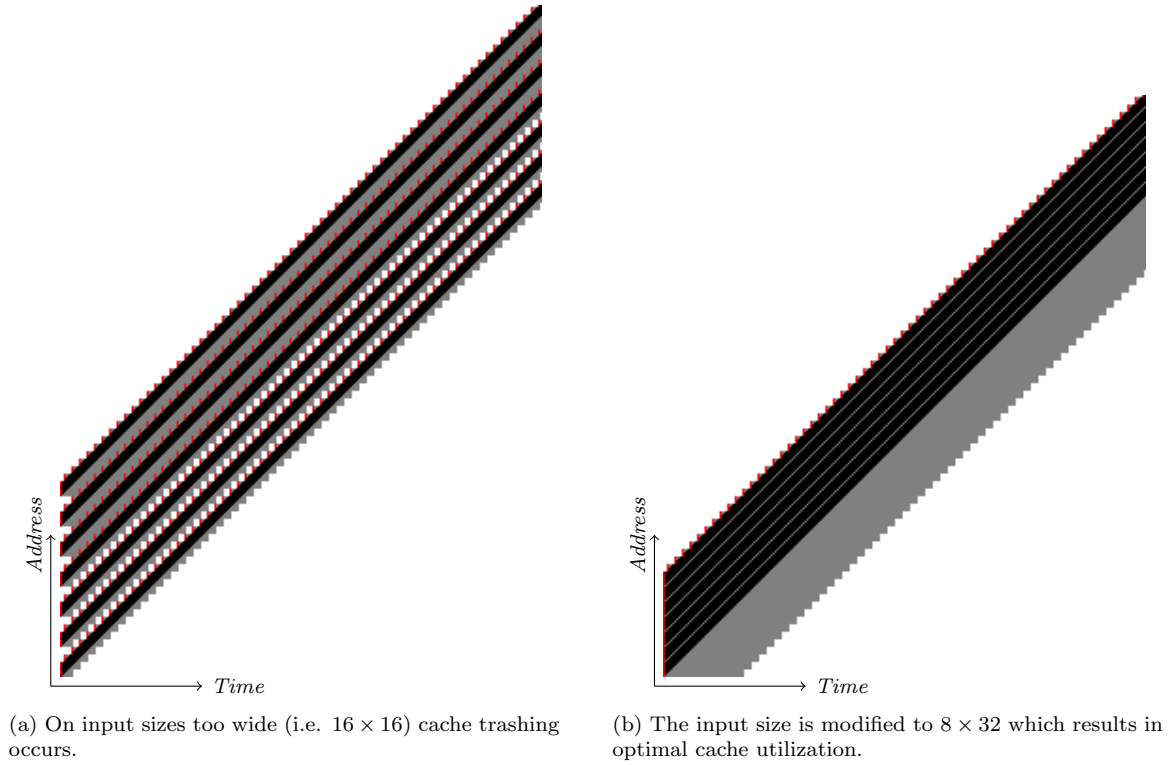 Address
Time
(a) On input sizes too wide (i.e. 16 × 16) cache trashing
occurs.
Address
Time
(b) The input size is modified to 8 × 32 which results in
optimal cache utilization.